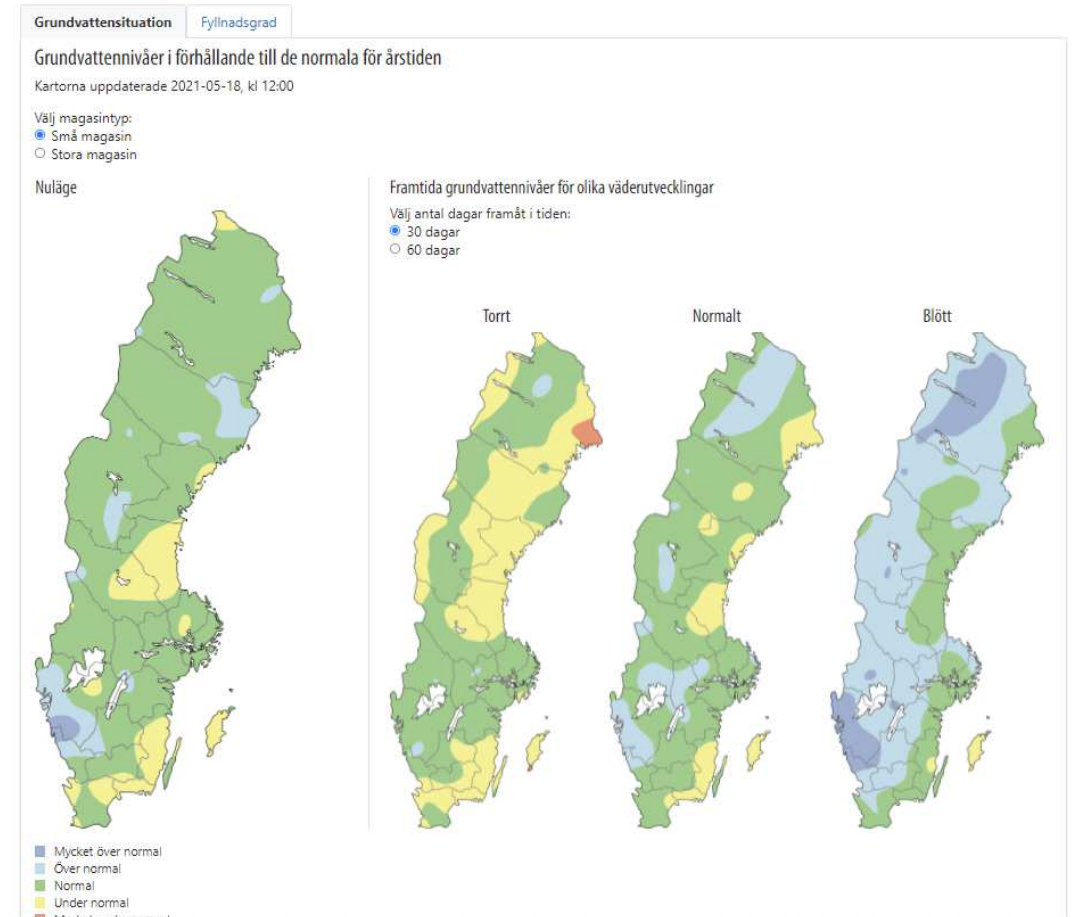 Grundvattensituation
Fyllnadsgrad
Grundvattennivåer i förhållande till de normala för årstiden
Kartorna uppdaterade 2021-05-18, kl 12:00
Välj magasintyp:
Små magasin
Stora magasin
Nuläge
Framtida grundvattennivåer för olika väderutvecklingar
Välj antal dagar framåt i tiden:
30 dagar
60 dagar
Torrt
Normalt
Blött
Mycket över normal
Över normal
Normal
Under normal